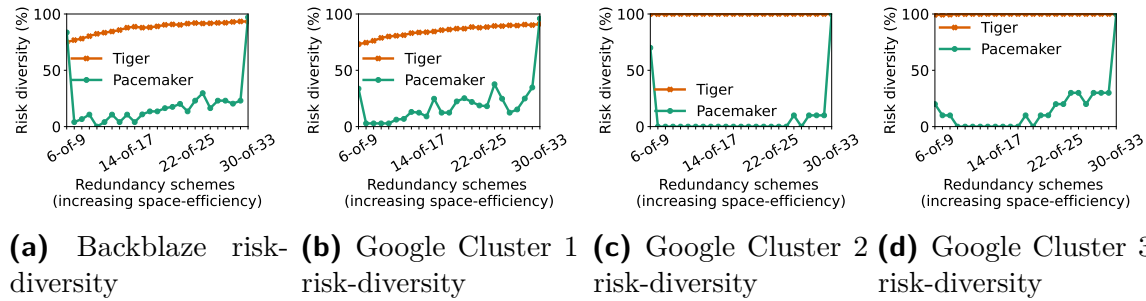 100
50
0
Risk diversity (%)
Tiger
Pacemaker
6-of-9
14-of-17
22-of-25
30-of-33
Redundancy schemes
(increasing space-efficiency)
(a) Backblaze risk-
diversity
100
50
0
Risk diversity (%)
Tiger
Pacemaker
6-of-9
14-of-17
22-of-25
30-of-33
Redundancy schemes
(increasing space-efficiency)
(b) Google Cluster 1
risk-diversity
100
50
0
Risk diversity (%)
Tiger
Pacemaker
6-of-9
14-of-17
22-of-25
30-of-33
Redundancy schemes
(increasing space-efficiency)
(c) Google Cluster 2
risk-diversity
100
50
0
Risk diversity (%)
Tiger
Pacemaker
6-of-9
14-of-17
22-of-25
30-of-33
Redundancy schemes
(increasing space-efficiency)
(d) Google Cluster 3
risk-diversity